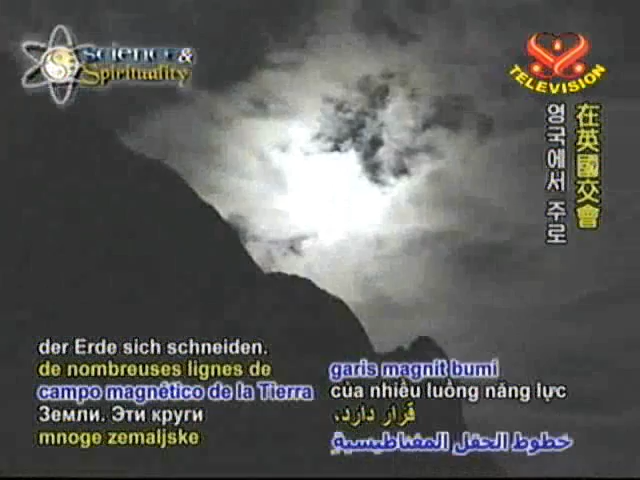 Science &
Spirituality
TELEVISION
在英國交會
영국에서 주로
der Erde sich schneiden.
de nombreuses lignes de
campo magnético de la Tierra
Земли. Эти круги
mnoge zemaljske
garis magnit bumi
của nhiều luồng năng lực
قرار دارد،
خطوط الحقل المغناطيسية